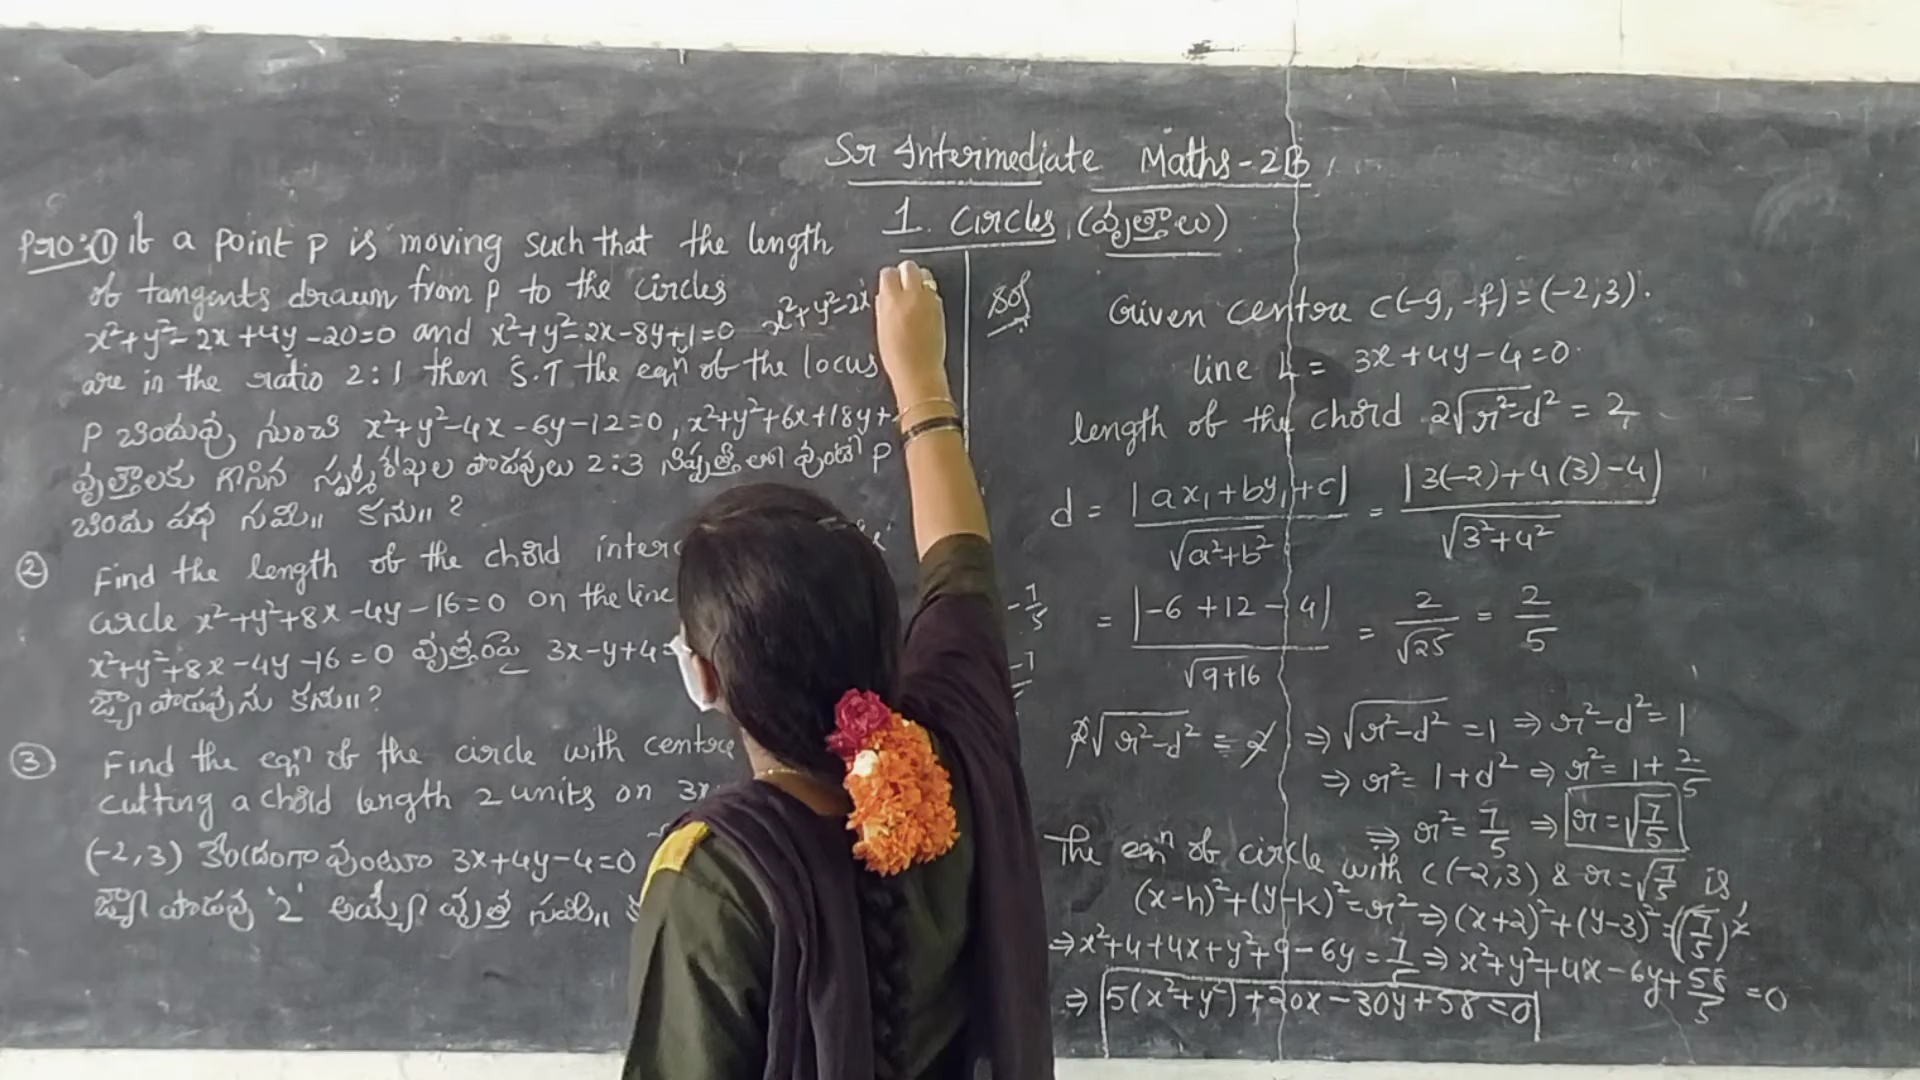 Sr Intermediate Maths-2B
1. Circles (వృత్తాలు)
Pro:① If a point P is moving such that the length
of tangents drawn from P to the circles
x²+y²-2x+4y-20=0 and x²+y²-2x-8y+1=0 x²+y²-2x
are in the ratio 2:1 then S.T the eqn of the locus
P బిందువు నుంచి x²+y²-4x-6y-12=0, x²+y²+6x+18y+
వృత్తాలకు గీసిన స్పర్శరేఖల పొడవులు 2:3 నిష్పత్తిలో వుంటే P
బిందు పథ సమీ॥ కను॥?
② Find the length of the chord
circle x²+y²+8x-4y-16=0 on the line
x²+y²+8x-4y-16=0 వృత్తంపై 3x-y+4=
జ్యా పొడవును కను॥?
③ Find the eqn of the circle with centre
cutting a chord length 2 units on 3x
(-2,3) కేంద్రంగా వుంటూ 3x+4y-4=0
జ్యా పొడవు '2' అయ్యే వృత్త సమీ॥
Sol
Given centre c(-g,-f)=(-2,3).
line L = 3x+4y-4=0.
length of the chord 2√r²-d² = 2
d = |ax₁+by₁+c| / √a²+b² = |3(-2)+4(3)-4| / √3²+4²
= |-6+12-4| / √9+16 = 2/√25 = 2/5
2√r²-d² = 2 ⇒ √r²-d² = 1 ⇒ r²-d² = 1
⇒ r² = 1+d² ⇒ r² = 1+2/5
⇒ r² = 7/5 ⇒ r=√7/5
The eqn of circle with c(-2,3) & r=√7/5 is,
(x-h)²+(y-k)²=r² ⇒ (x+2)²+(y-3)²=(√7/5)²
⇒ x²+4+4x+y²+9-6y=7/5 ⇒ x²+y²+4x-6y+58/5=0
⇒ 5(x²+y²)+20x-30y+58=0